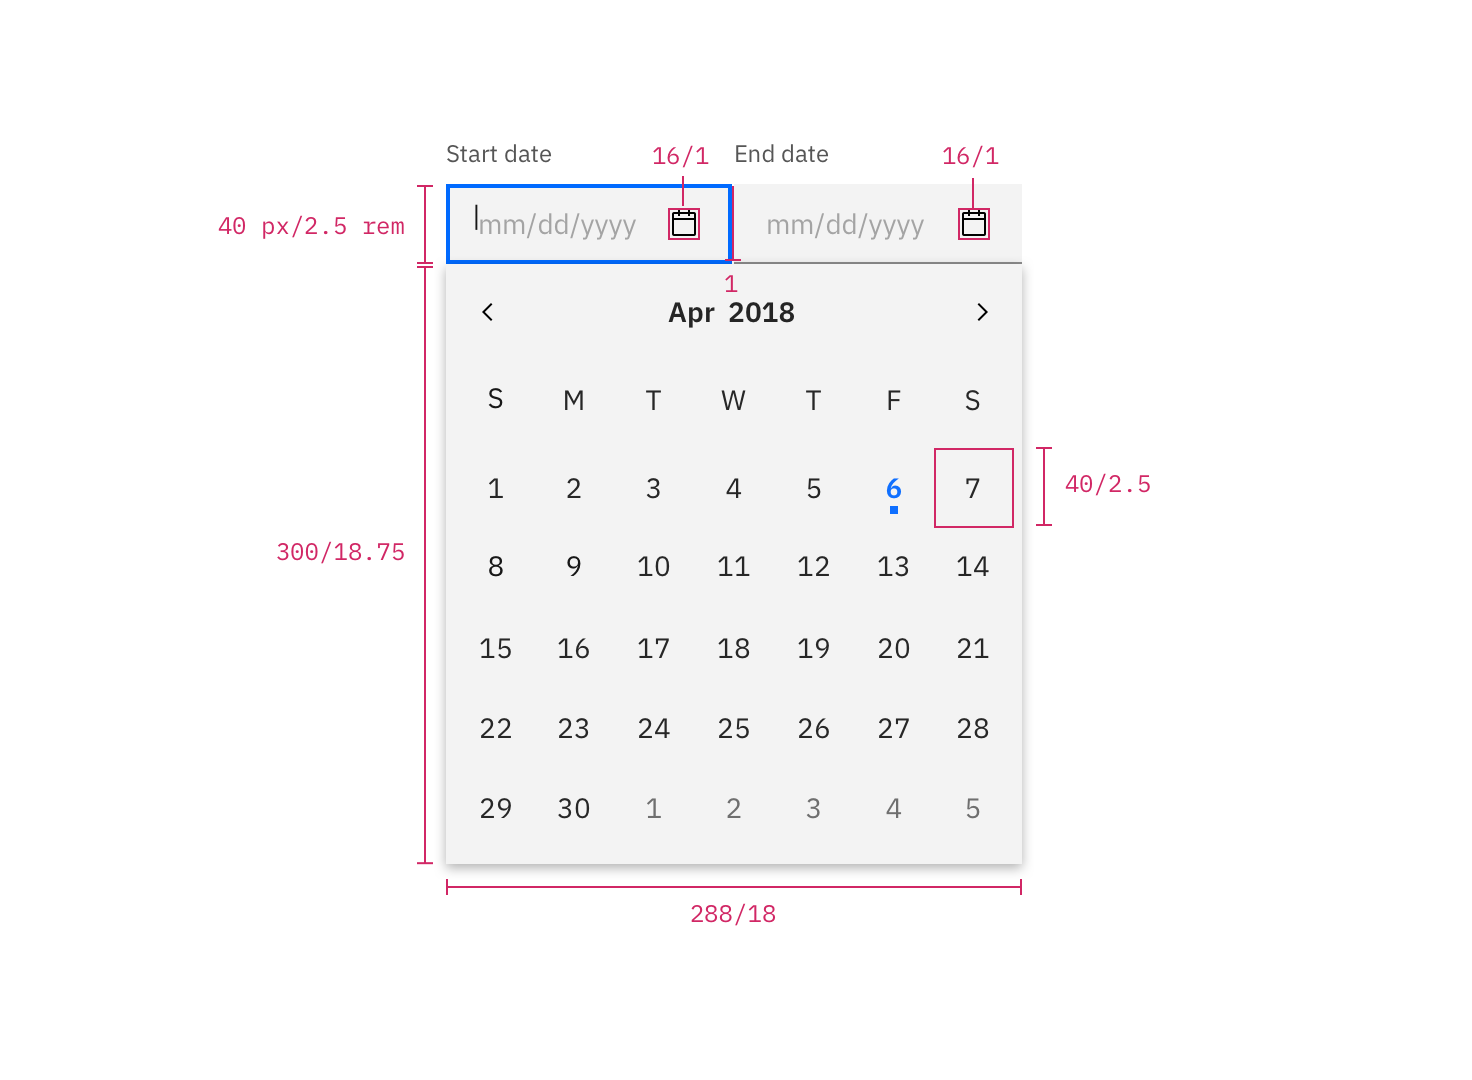 Start date 16/1 End date 16/1
40 px/2.5 rem mm/dd/yyyy mm/dd/yyyy
1
Apr 2018
S M T W T F S
1 2 3 4 5 6 7 40/2.5
300/18.75
8 9 10 11 12 13 14
15 16 17 18 19 20 21
22 23 24 25 26 27 28
29 30 1 2 3 4 5
288/18